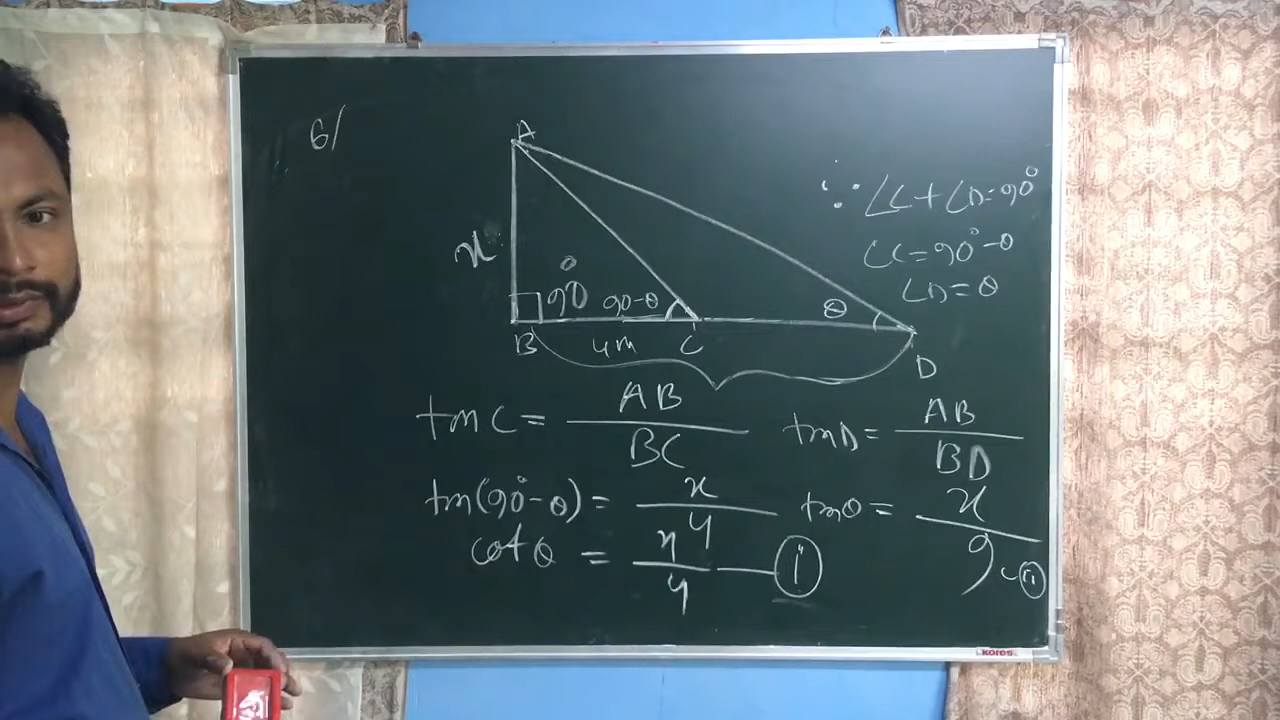 6/
A
∵ ∠C+∠D=90°
∠C=90°-θ
∠D=θ
x
90°
90-θ
θ
B
4m
C
D
tan C = AB/BC
tan D = AB/BD
tan(90°-θ) = x/4
tan θ = x/9 - (ii)
cot θ = x/4 — (i)
kores